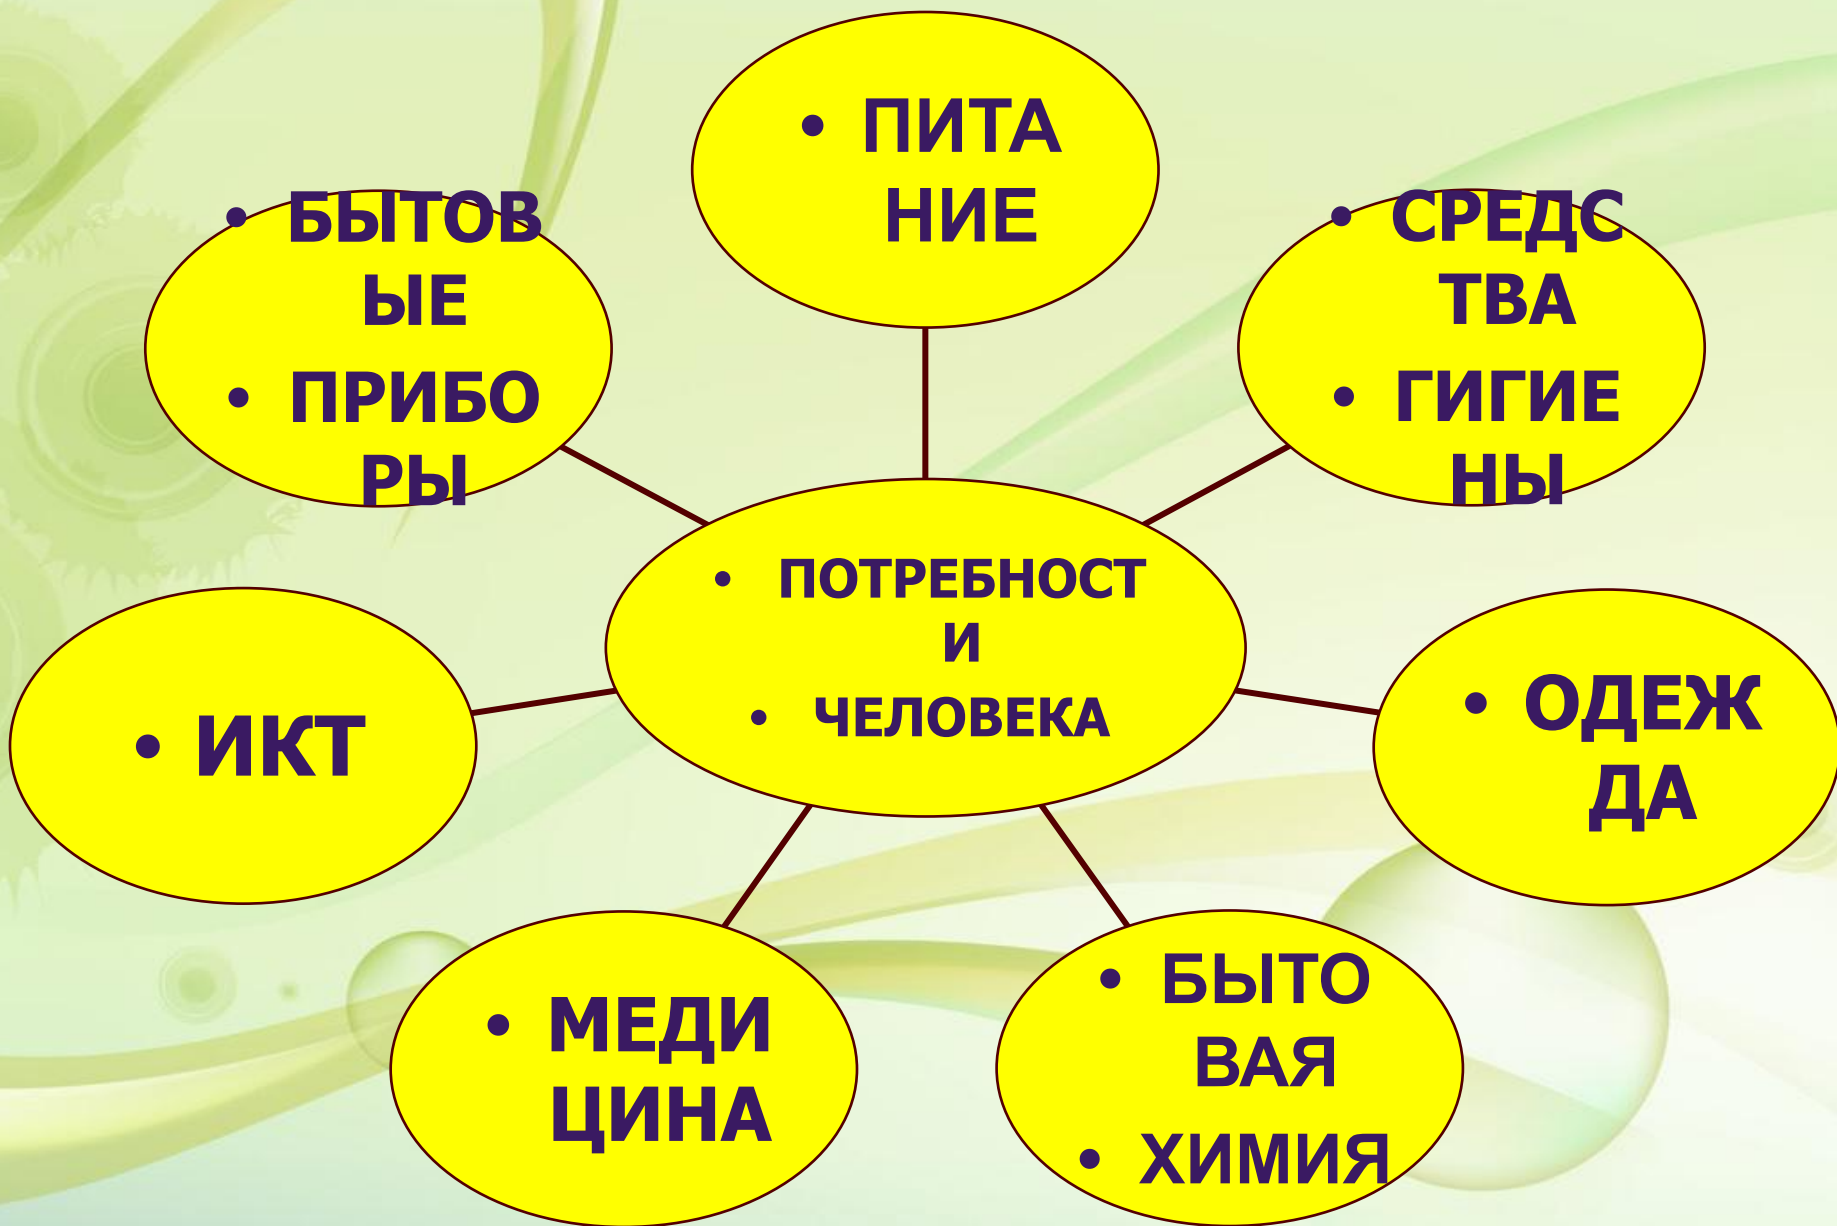 • ПИТА
НИЕ
• БЫТОВ
ЫЕ
• ПРИБО
РЫ
• СРЕДС
ТВА
• ГИГИЕ
НЫ
• ПОТРЕБНОСТ
И
• ЧЕЛОВЕКА
• ИКТ
• ОДЕЖ
ДА
• МЕДИ
ЦИНА
• БЫТО
ВАЯ
• ХИМИЯ